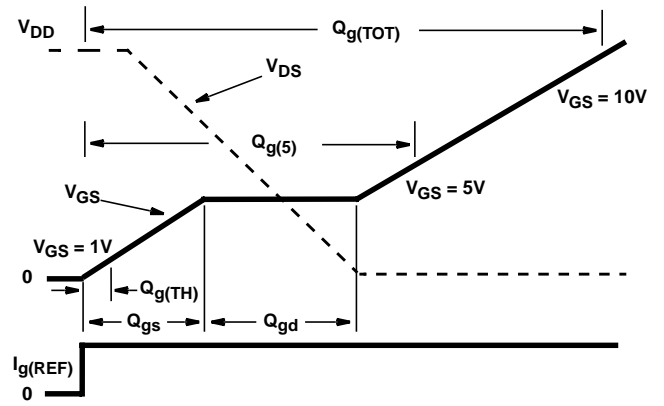 V_DD
Q_g(TOT)
V_DS
V_GS = 10V
Q_g(5)
V_GS
V_GS = 5V
V_GS = 1V
0
Q_g(TH)
Q_gs
Q_gd
I_g(REF)
0